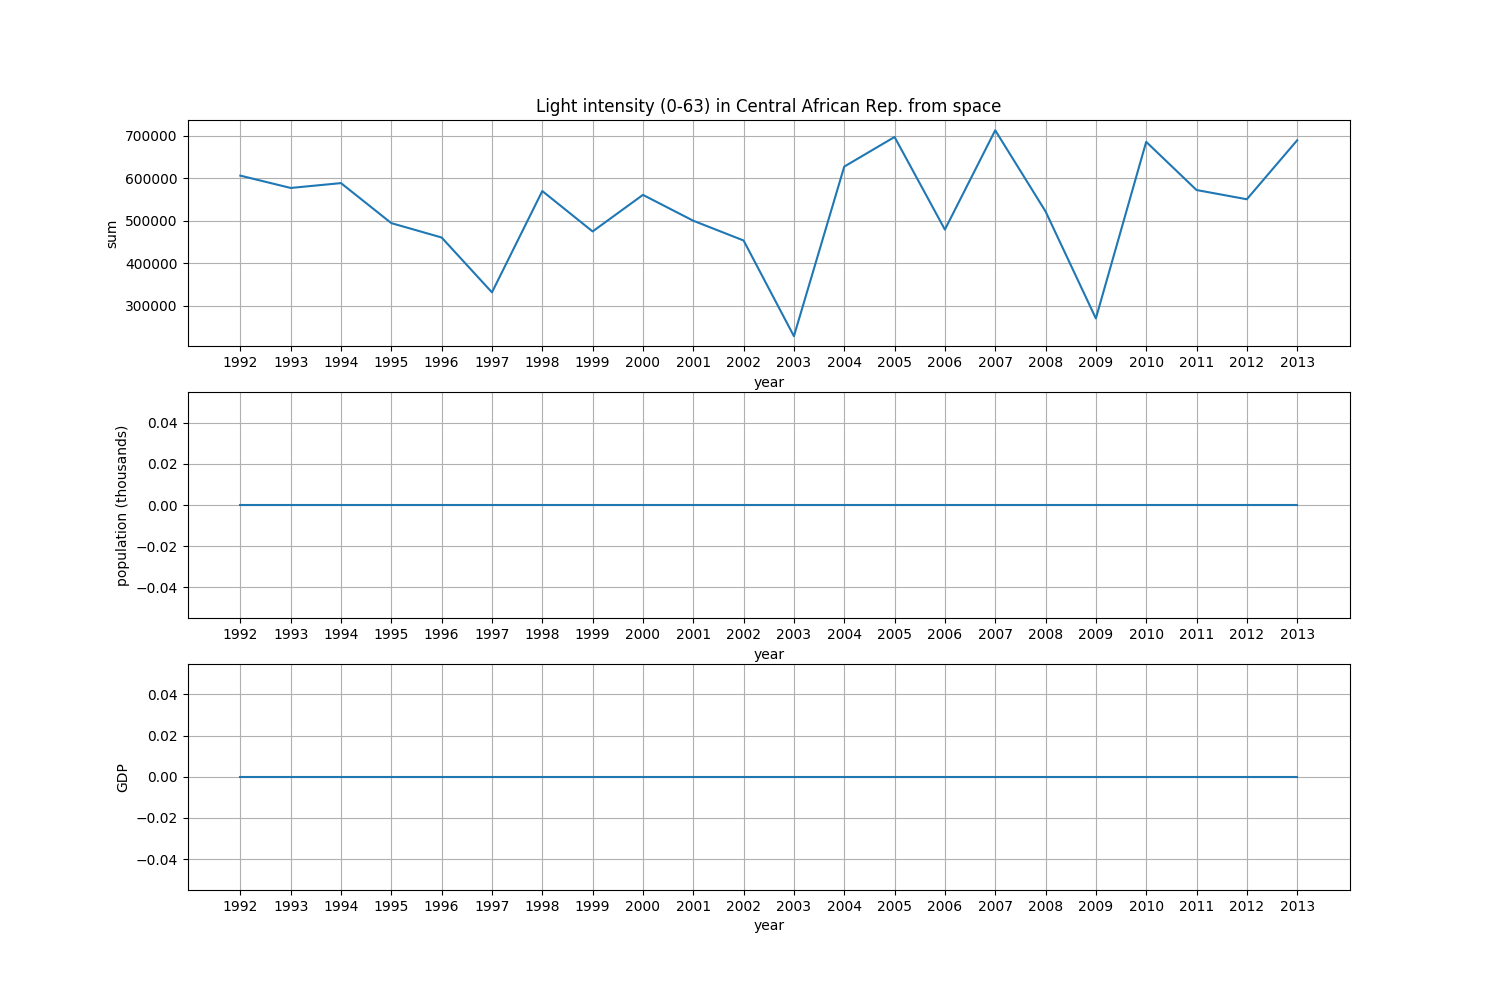 Light intensity (0-63) in Central African Rep. from space
sum
700000
600000
500000
400000
300000
1992 1993 1994 1995 1996 1997 1998 1999 2000 2001 2002 2003 2004 2005 2006 2007 2008 2009 2010 2011 2012 2013
year
population (thousands)
0.04
0.02
0.00
−0.02
−0.04
1992 1993 1994 1995 1996 1997 1998 1999 2000 2001 2002 2003 2004 2005 2006 2007 2008 2009 2010 2011 2012 2013
year
GDP
0.04
0.02
0.00
−0.02
−0.04
1992 1993 1994 1995 1996 1997 1998 1999 2000 2001 2002 2003 2004 2005 2006 2007 2008 2009 2010 2011 2012 2013
year